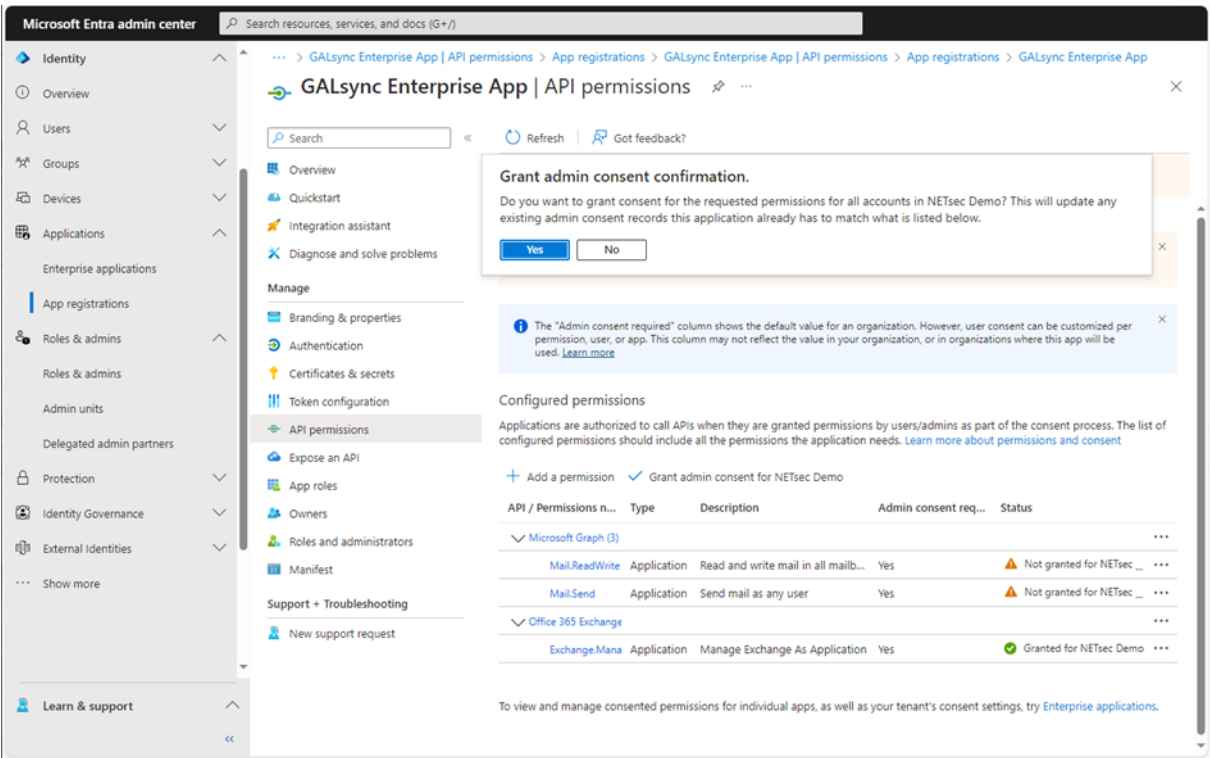 Microsoft Entra admin center
Search resources, services, and docs (G+/)
Identity
Overview
Users
Groups
Devices
Applications
Enterprise applications
App registrations
Roles & admins
Roles & admins
Admin units
Delegated admin partners
Protection
Identity Governance
External Identities
... Show more
Learn & support
«
... > GALsync Enterprise App | API permissions > App registrations > GALsync Enterprise App | API permissions > App registrations > GALsync Enterprise App
GALsync Enterprise App | API permissions ...
Search
«
Overview
Quickstart
Integration assistant
Diagnose and solve problems
Manage
Branding & properties
Authentication
Certificates & secrets
Token configuration
API permissions
Expose an API
App roles
Owners
Roles and administrators
Manifest
Support + Troubleshooting
New support request
Refresh | Got feedback?
Grant admin consent confirmation.
Do you want to grant consent for the requested permissions for all accounts in NETsec Demo? This will update any
existing admin consent records this application already has to match what is listed below.
Yes No
The "Admin consent required" column shows the default value for an organization. However, user consent can be customized per
permission, user, or app. This column may not reflect the value in your organization, or in organizations where this app will be
used. Learn more
Configured permissions
Applications are authorized to call APIs when they are granted permissions by users/admins as part of the consent process. The list of
configured permissions should include all the permissions the application needs. Learn more about permissions and consent
Add a permission Grant admin consent for NETsec Demo
API / Permissions n... Type Description Admin consent req... Status
Microsoft Graph (3) ...
Mail.ReadWrite Application Read and write mail in all mailb... Yes Not granted for NETsec ... ...
Mail.Send Application Send mail as any user Yes Not granted for NETsec ... ...
Office 365 Exchange ...
Exchange.Mana Application Manage Exchange As Application Yes Granted for NETsec Demo ...
To view and manage consented permissions for individual apps, as well as your tenant's consent settings, try Enterprise applications.